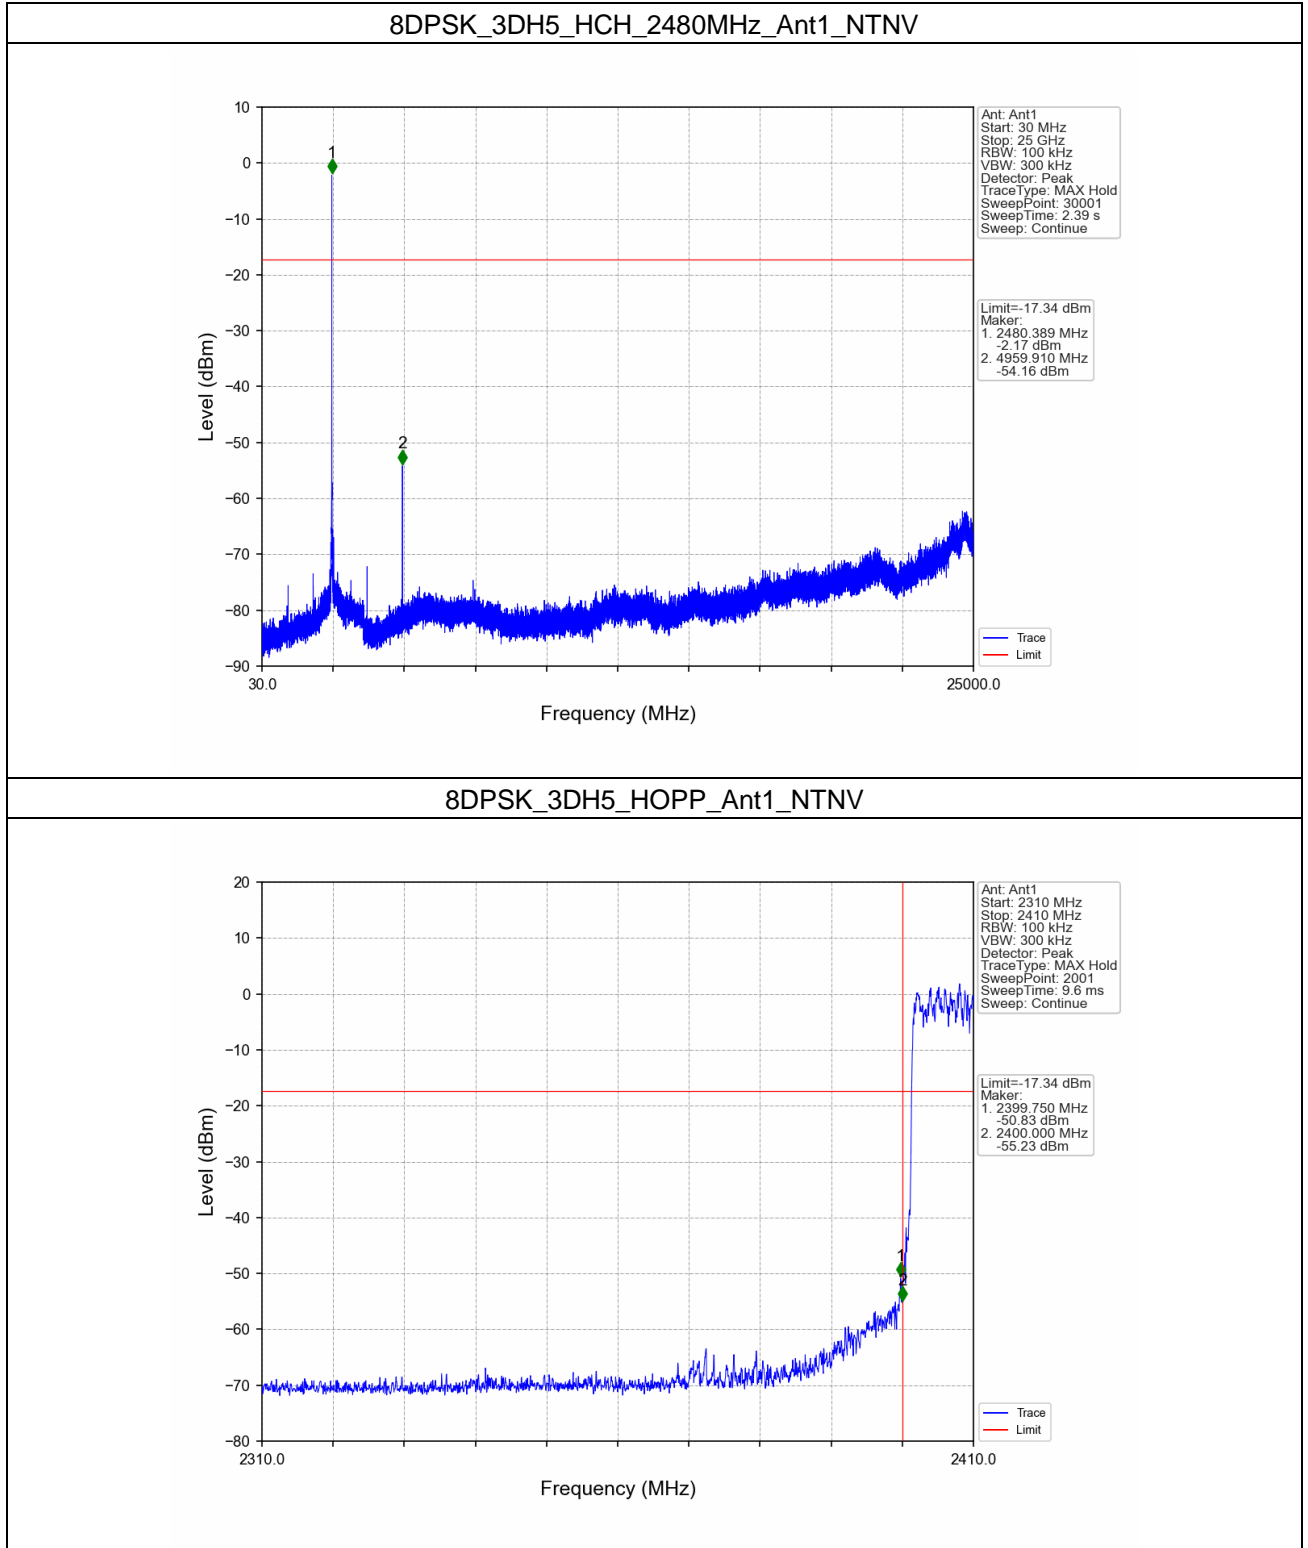 8DPSK_3DH5_HCH_2480MHz_Ant1_NTNV
10
0
−10
−20
−30
−40
−50
−60
−70
−80
−90
Level (dBm)
1
2
30.0
25000.0
Frequency (MHz)
Ant: Ant1
Start: 30 MHz
Stop: 25 GHz
RBW: 100 kHz
VBW: 300 kHz
Detector: Peak
TraceType: MAX Hold
SweepPoint: 30001
SweepTime: 2.39 s
Sweep: Continue
Limit=-17.34 dBm
Maker:
1. 2480.389 MHz
-2.17 dBm
2. 4959.910 MHz
-54.16 dBm
Trace
Limit
8DPSK_3DH5_HOPP_Ant1_NTNV
20
10
0
−10
−20
−30
−40
−50
−60
−70
−80
Level (dBm)
1
2
2310.0
2410.0
Frequency (MHz)
Ant: Ant1
Start: 2310 MHz
Stop: 2410 MHz
RBW: 100 kHz
VBW: 300 kHz
Detector: Peak
TraceType: MAX Hold
SweepPoint: 2001
SweepTime: 9.6 ms
Sweep: Continue
Limit=-17.34 dBm
Maker:
1. 2399.750 MHz
-50.83 dBm
2. 2400.000 MHz
-55.23 dBm
Trace
Limit